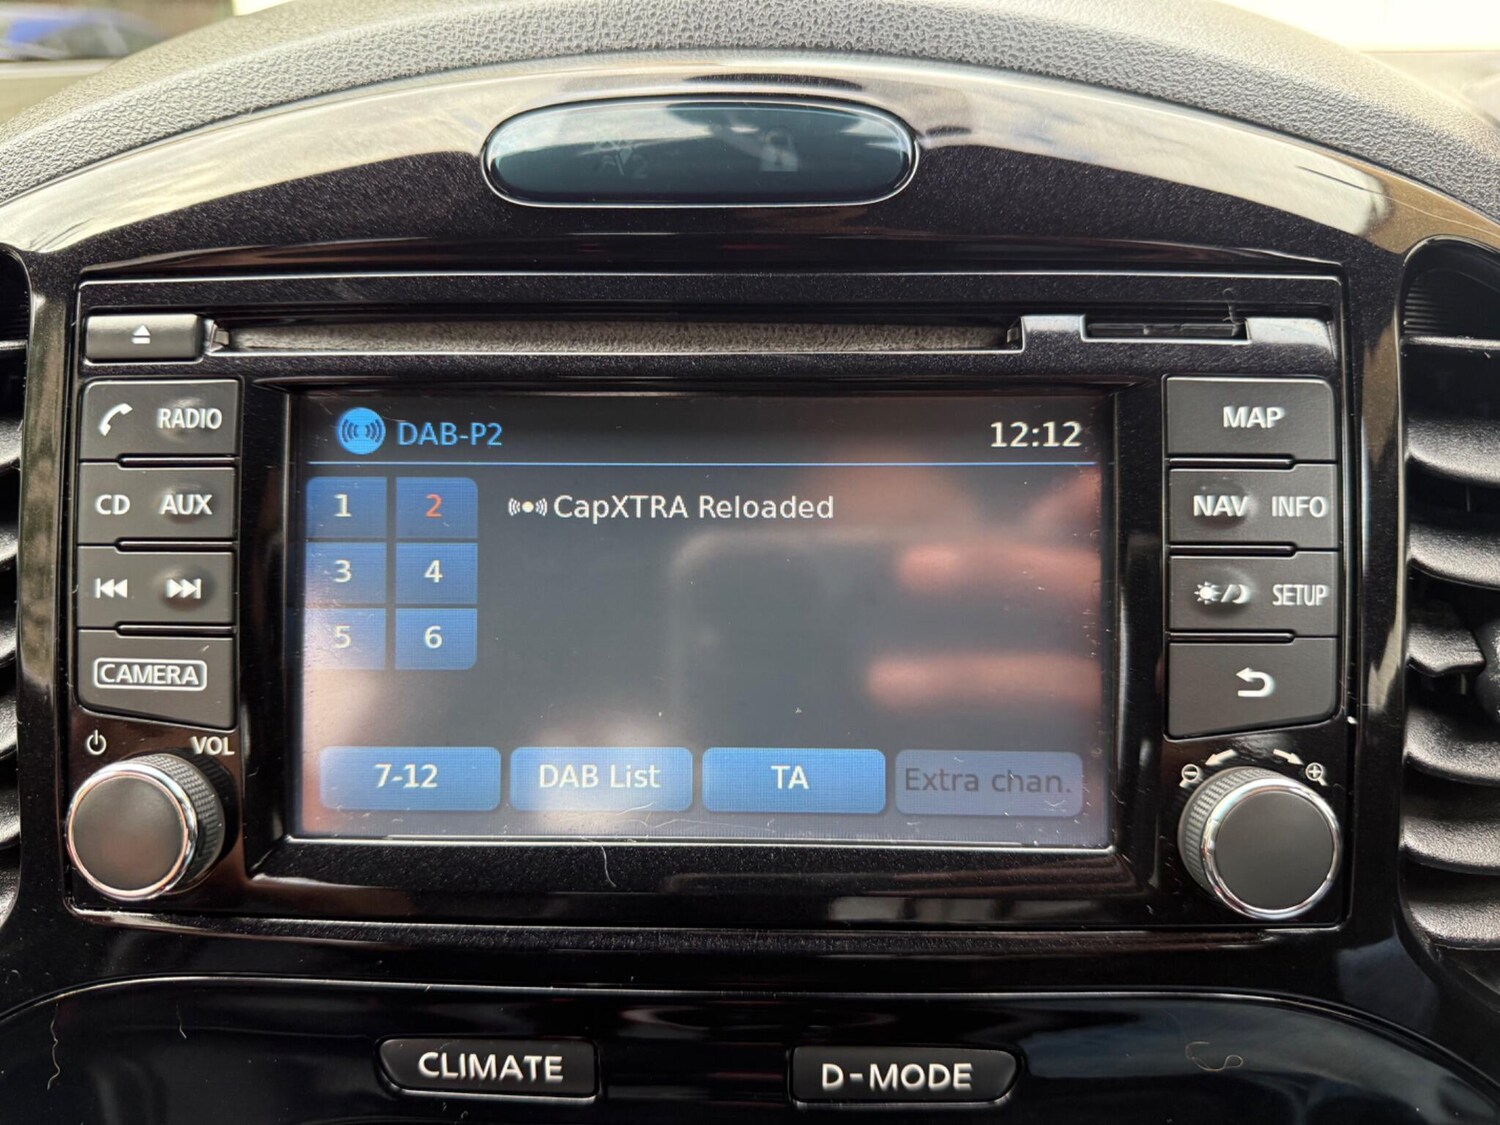 RADIO
CD AUX
CAMERA
VOL
DAB-P2 12:12
1 2 CapXTRA Reloaded
3 4
5 6
7-12 DAB List TA Extra chan.
MAP
NAV INFO
SETUP
CLIMATE D-MODE